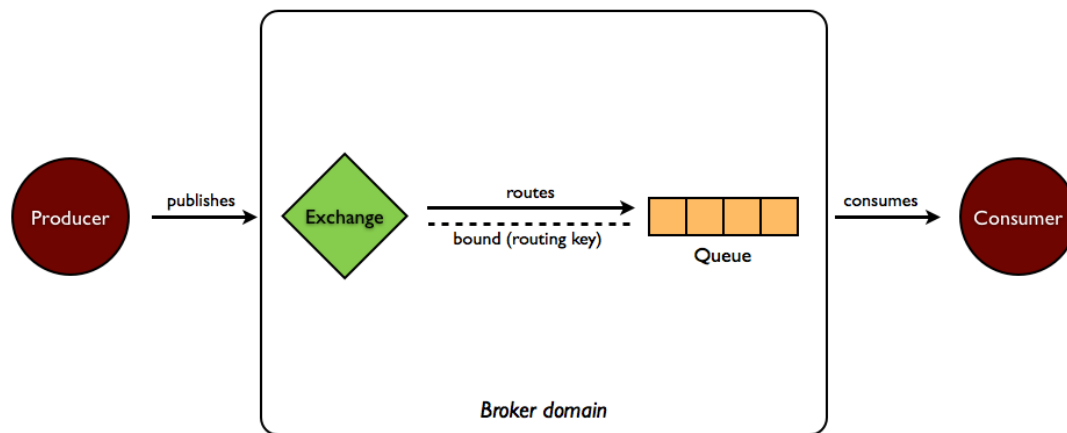 Producer
publishes
Exchange
routes
bound (routing key)
Queue
consumes
Consumer
Broker domain